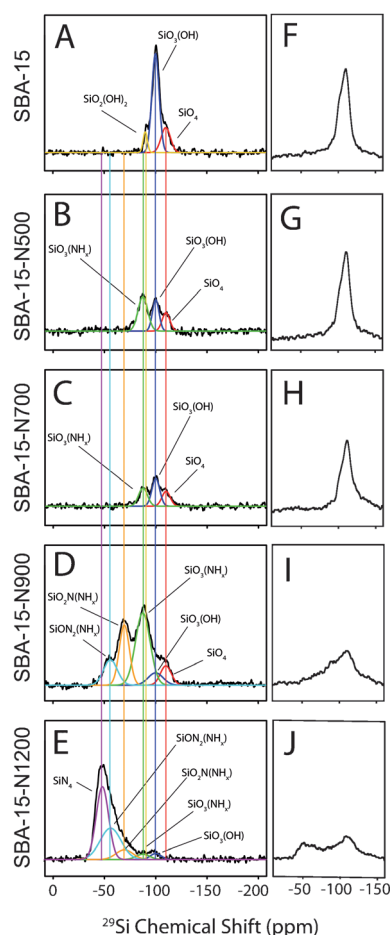 SBA-15
A
SiO3(OH)
SiO2(OH)2
SiO4
F
SBA-15-N500
B
SiO3(NHx)
SiO3(OH)
SiO4
G
SBA-15-N700
C
SiO3(NHx)
SiO3(OH)
SiO4
H
SBA-15-N900
D
SiO2N(NHx)
SiON2(NHx)
SiO3(NHx)
SiO3(OH)
SiO4
I
SBA-15-N1200
E
SiN4
SiON2(NHx)
SiO2N(NHx)
SiO3(NHx)
SiO3(OH)
J
0 -50 -100 -150 -200
-50 -100 -150
29Si Chemical Shift (ppm)